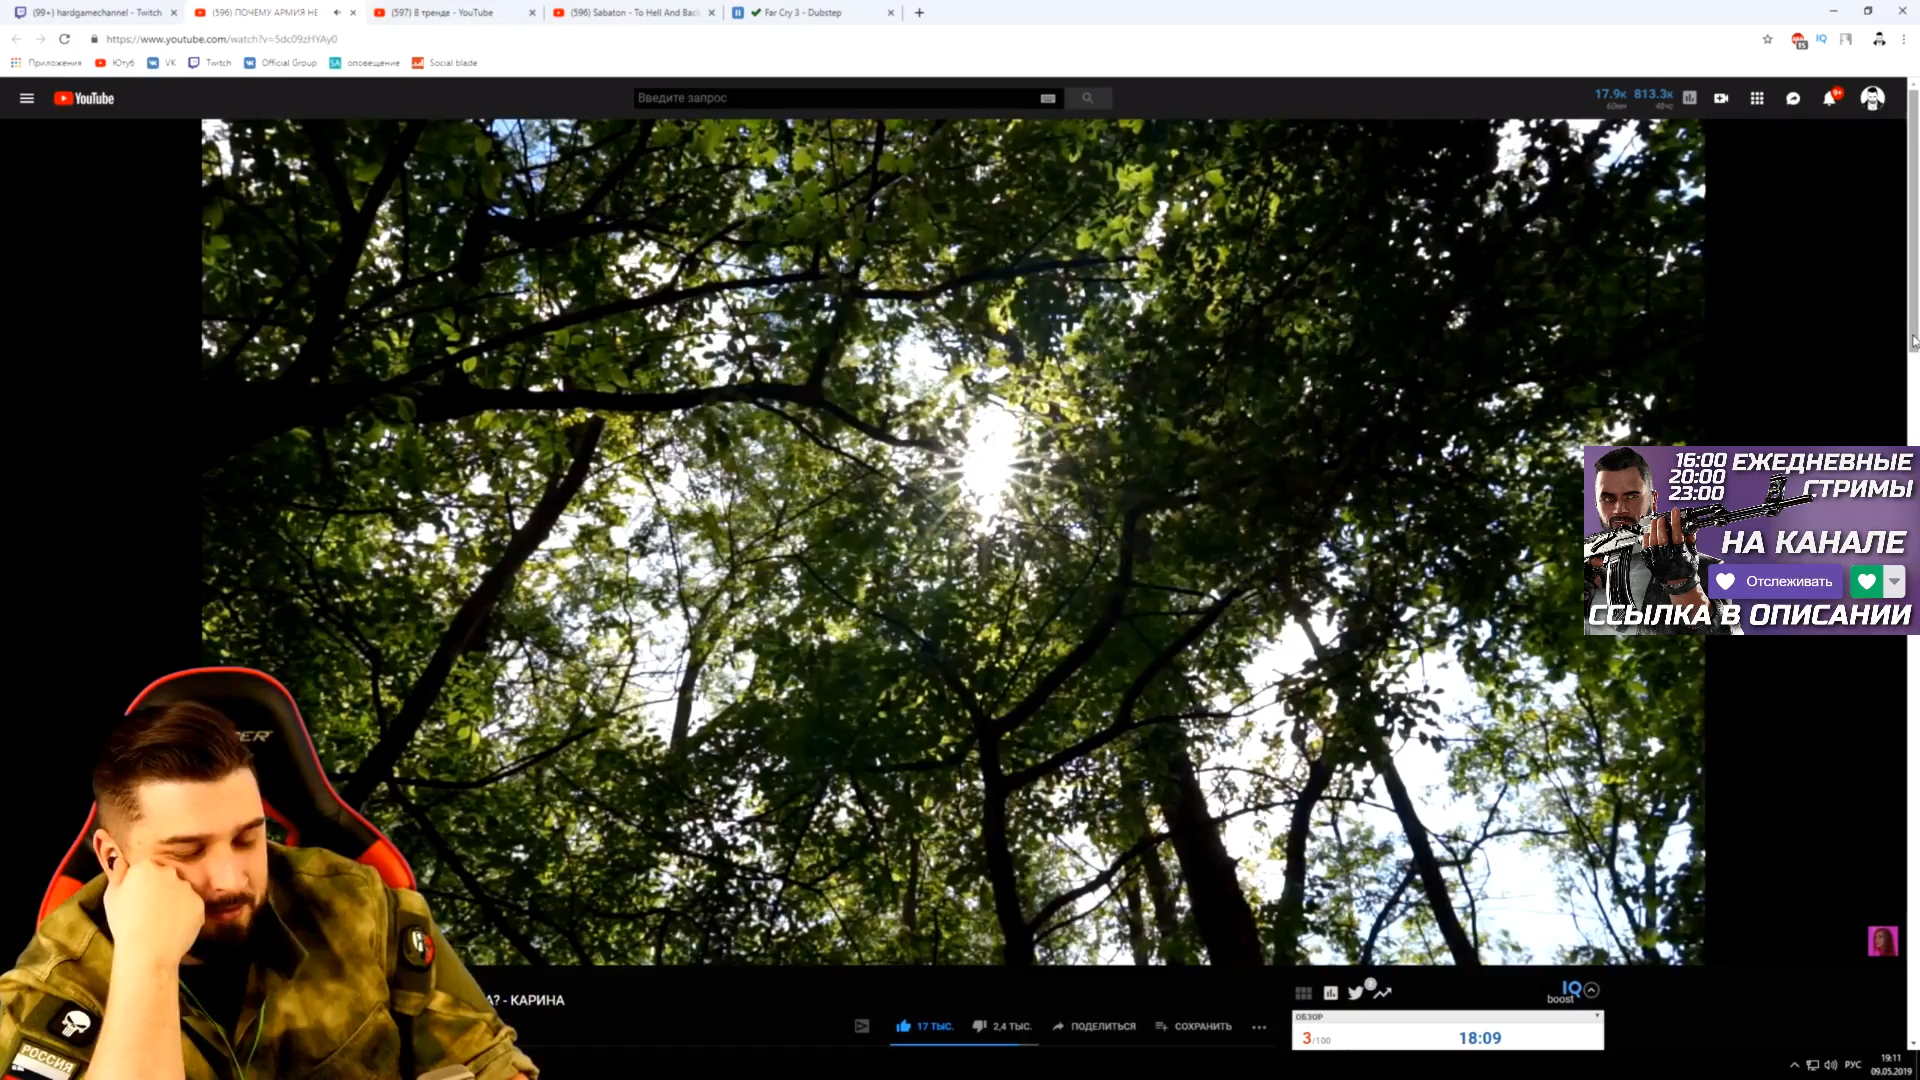 (99+) hardgamechannel - Twitch
(596) ПОЧЕМУ АРМИЯ НЕ
(597) В тренде - YouTube
(596) Sabaton - To Hell And Back
Far Cry 3 - Dubstep
https://www.youtube.com/watch?v=5dc09zHYAy0
Приложения
Ютуб
VK
Twitch
Official Group
SA
оповещение
Social blade
YouTube
Введите запрос
17.9к
60мн
813.3к
48чс
9+
16:00
20:00
23:00
ЕЖЕДНЕВНЫЕ
СТРИМЫ
НА КАНАЛЕ
Отслеживать
ССЫЛКА В ОПИСАНИИ
РОССИЯ
А? - КАРИНА
17 ТЫС.
2,4 ТЫС.
ПОДЕЛИТЬСЯ
СОХРАНИТЬ
IQ
boost
ОБЗОР
3/100
18:09
РУС
19:11
09.05.2019